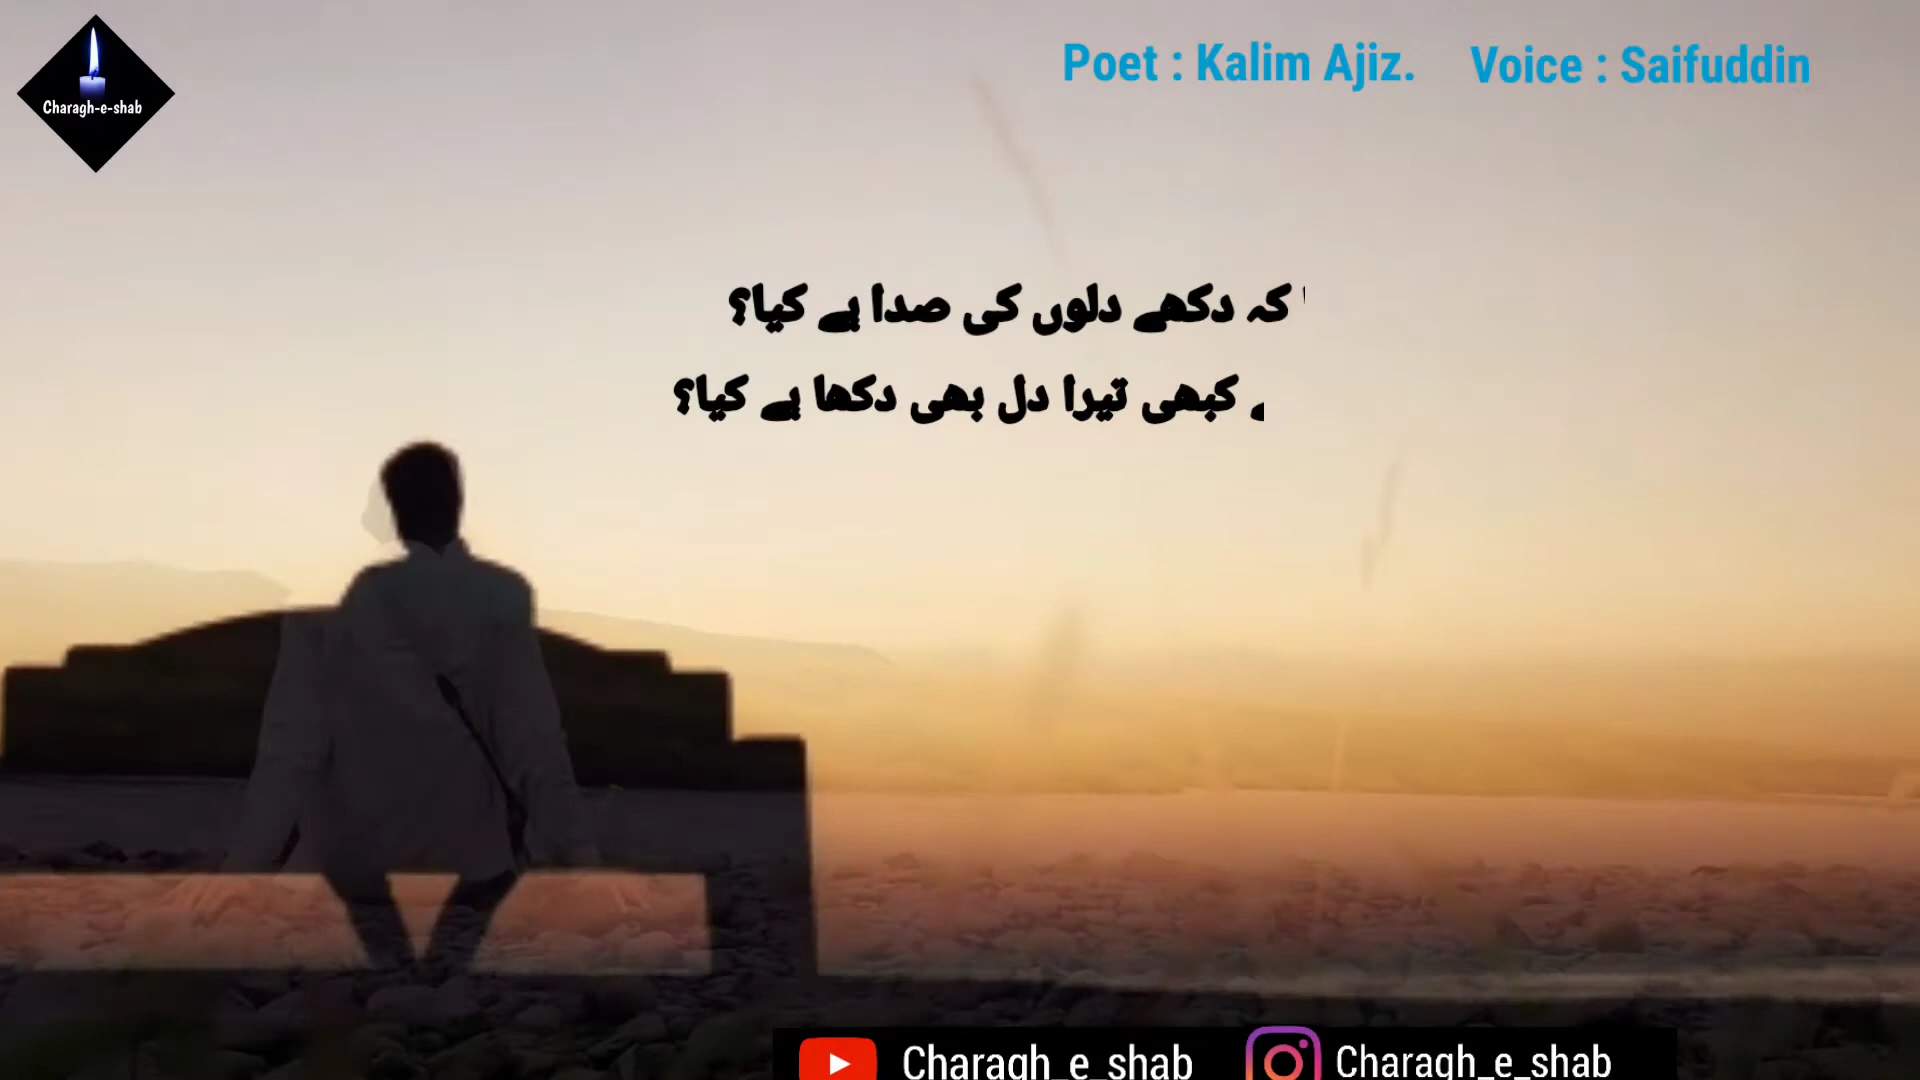 Poet : Kalim Ajiz.
Voice : Saifuddin
Charagh-e-shab
کہ دکھے دلوں کی صدا ہے کیا؟
کبھی تیرا دل بھی دکھا ہے کیا؟
Charagh_e_shab
Charagh_e_shab